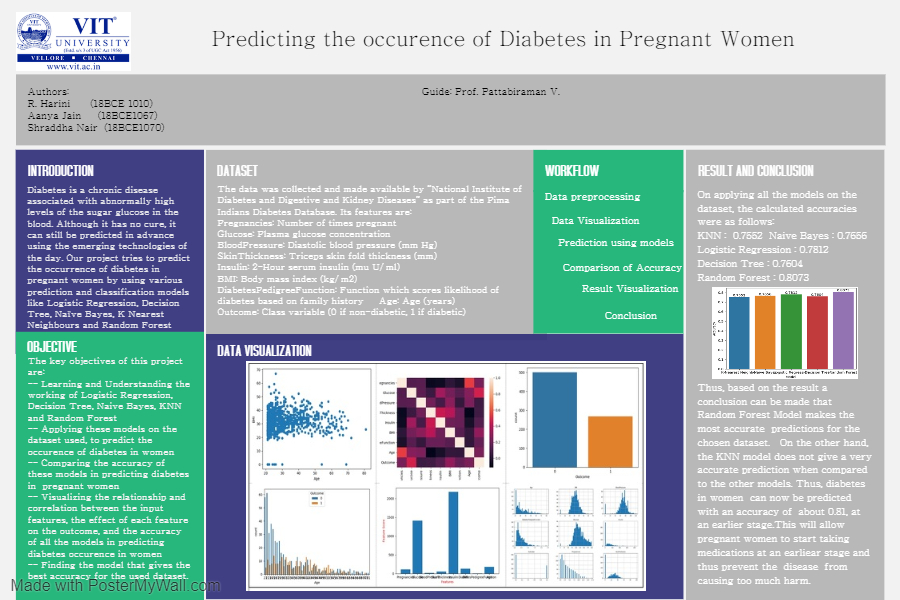 VIT
UNIVERSITY
(Estd. u/s 3 of UGC Act 1956)
VELLORE • CHENNAI
www.vit.ac.in
Predicting the occurence of Diabetes in Pregnant Women
Authors:
R. Harini (18BCE 1010)
Aanya Jain (18BCE1067)
Shraddha Nair (18BCE1070)
Guide: Prof. Pattabiraman V.
INTRODUCTION
Diabetes is a chronic disease
associated with abnormally high
levels of the sugar glucose in the
blood. Although it has no cure, it
can still be predicted in advance
using the emerging technologies of
the day. Our project tries to predict
the occurrence of diabetes in
pregnant women by using various
prediction and classification models
like Logistic Regression, Decision
Tree, Naïve Bayes, K Nearest
Neighbours and Random Forest
OBJECTIVE
The key objectives of this project
are:
-- Learning and Understanding the
working of Logistic Regression,
Decision Tree, Naive Bayes, KNN
and Random Forest
-- Applying these models on the
dataset used, to predict the
occurence of diabetes in women
-- Comparing the accuracy of
these models in predicting diabetes
in pregnant women
-- Visualizing the relationship and
correlation between the input
features, the effect of each feature
on the outcome, and the accuracy
of all the models in predicting
diabetes occurence in women
-- Finding the model that gives the
best accuracy for the used dataset.
DATASET
The data was collected and made available by "National Institute of
Diabetes and Digestive and Kidney Diseases" as part of the Pima
Indians Diabetes Database. Its features are:
Pregnancies: Number of times pregnant
Glucose: Plasma glucose concentration
BloodPressure: Diastolic blood pressure (mm Hg)
SkinThickness: Triceps skin fold thickness (mm)
Insulin: 2-Hour serum insulin (mu U/ ml)
BMI: Body mass index (kg/ m2)
DiabetesPedigreeFunction: Function which scores likelihood of
diabetes based on family history Age: Age (years)
Outcome: Class variable (0 if non-diabetic, 1 if diabetic)
WORKFLOW
Data preprocessing
Data Visualization
Prediction using models
Comparison of Accuracy
Result Visualization
Conclusion
DATA VISUALIZATION
Age
Outcome
Outcome
Age
Features
RESULT AND CONCLUSION
On applying all the models on the
dataset, the calculated accuracies
were as follows:
KNN : 0.7552 Naive Bayes : 0.7656
Logistic Regression : 0.7812
Decision Tree : 0.7604
Random Forest : 0.8073
Thus, based on the result a
conclusion can be made that
Random Forest Model makes the
most accurate predictions for the
chosen dataset. On the other hand,
the KNN model does not give a very
accurate prediction when compared
to the other models. Thus, diabetes
in women can now be predicted
with an accuracy of about 0.81, at
an earlier stage.This will allow
pregnant women to start taking
medications at an earliear stage and
thus prevent the disease from
causing too much harm.
Made with PosterMyWall.com